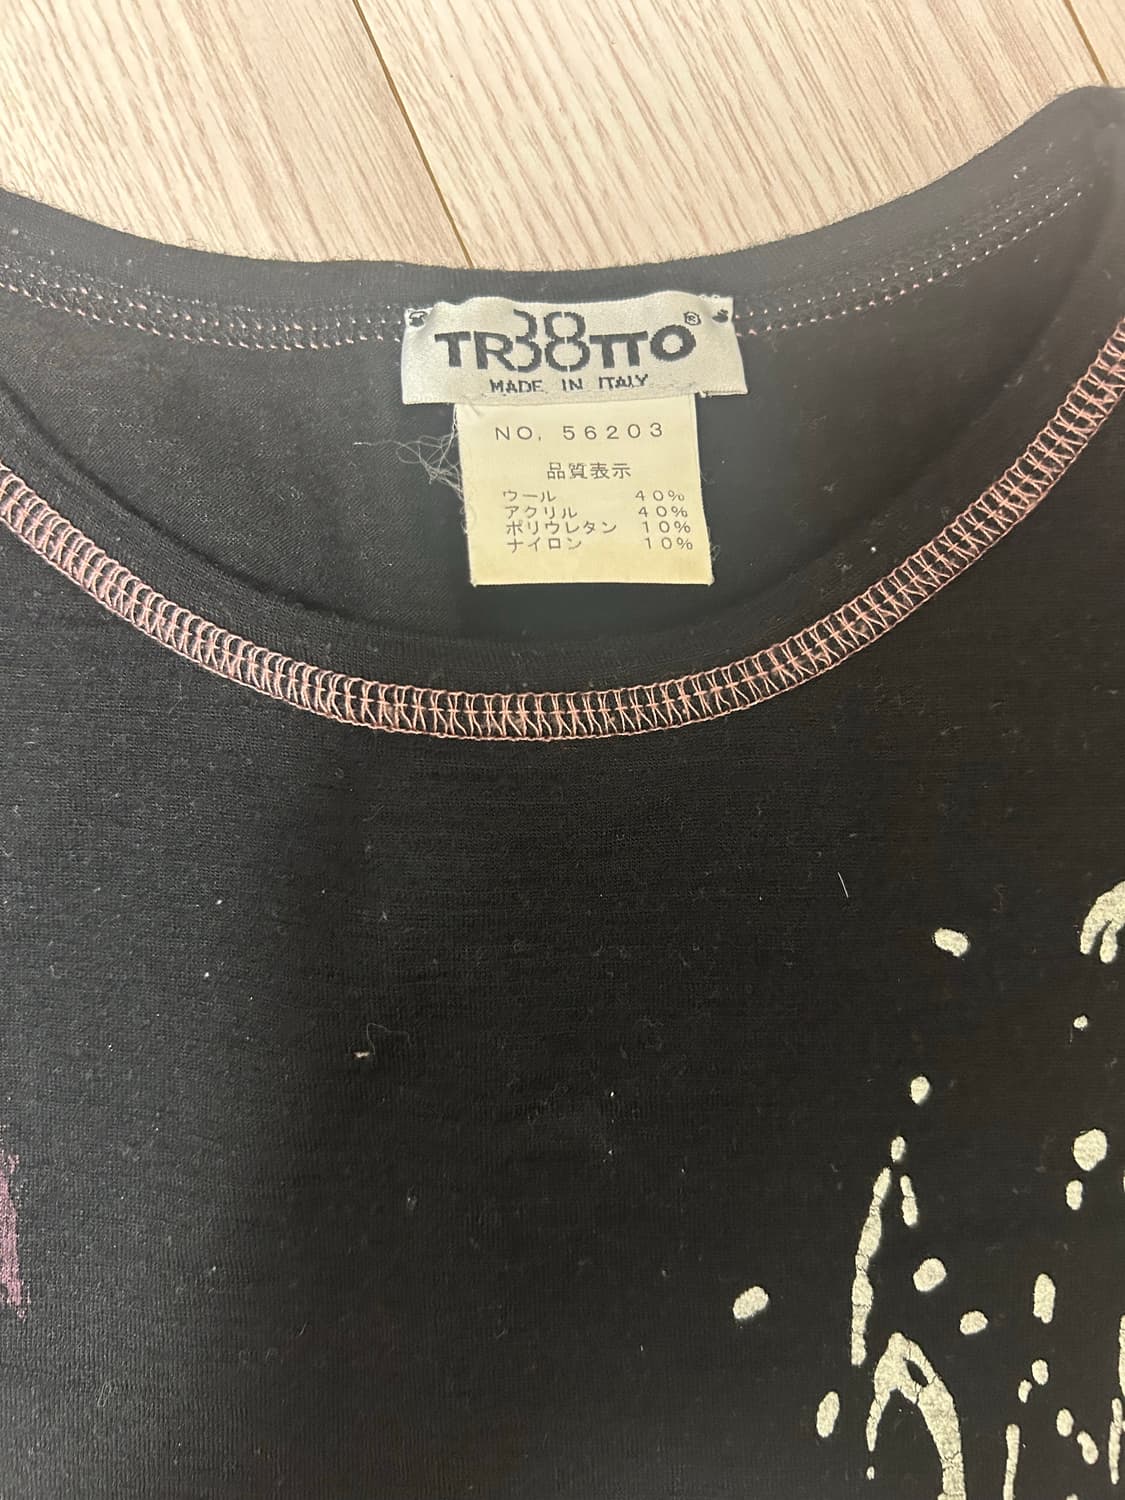 TR38OTTO®
MADE IN ITALY
NO, 56203
品質表示
ウール 40%
アクリル 40%
ポリウレタン 10%
ナイロン 10%